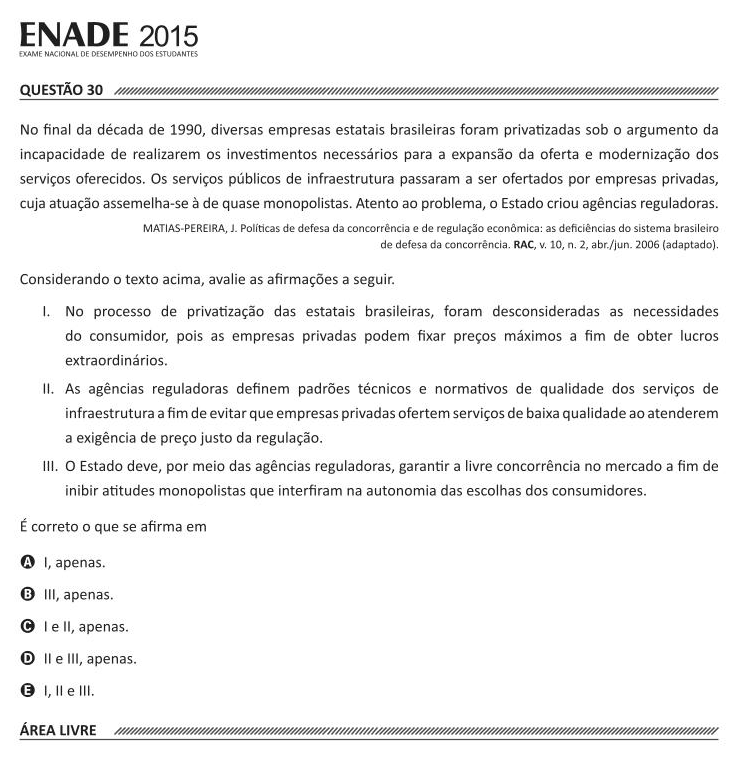 ENADE 2015
EXAME NACIONAL DE DESEMPENHO DOS ESTUDANTES
QUESTÃO 30
No final da década de 1990, diversas empresas estatais brasileiras foram privatizadas sob o argumento da
incapacidade de realizarem os investimentos necessários para a expansão da oferta e modernização dos
serviços oferecidos. Os serviços públicos de infraestrutura passaram a ser ofertados por empresas privadas,
cuja atuação assemelha-se à de quase monopolistas. Atento ao problema, o Estado criou agências reguladoras.
MATIAS-PEREIRA, J. Políticas de defesa da concorrência e de regulação econômica: as deficiências do sistema brasileiro
de defesa da concorrência. RAC, v. 10, n. 2, abr./jun. 2006 (adaptado).
Considerando o texto acima, avalie as afirmações a seguir.
I. No processo de privatização das estatais brasileiras, foram desconsideradas as necessidades
do consumidor, pois as empresas privadas podem fixar preços máximos a fim de obter lucros
extraordinários.
II. As agências reguladoras definem padrões técnicos e normativos de qualidade dos serviços de
infraestrutura a fim de evitar que empresas privadas ofertem serviços de baixa qualidade ao atenderem
a exigência de preço justo da regulação.
III. O Estado deve, por meio das agências reguladoras, garantir a livre concorrência no mercado a fim de
inibir atitudes monopolistas que interfiram na autonomia das escolhas dos consumidores.
É correto o que se afirma em
A I, apenas.
B III, apenas.
C I e II, apenas.
D II e III, apenas.
E I, II e III.
ÁREA LIVRE